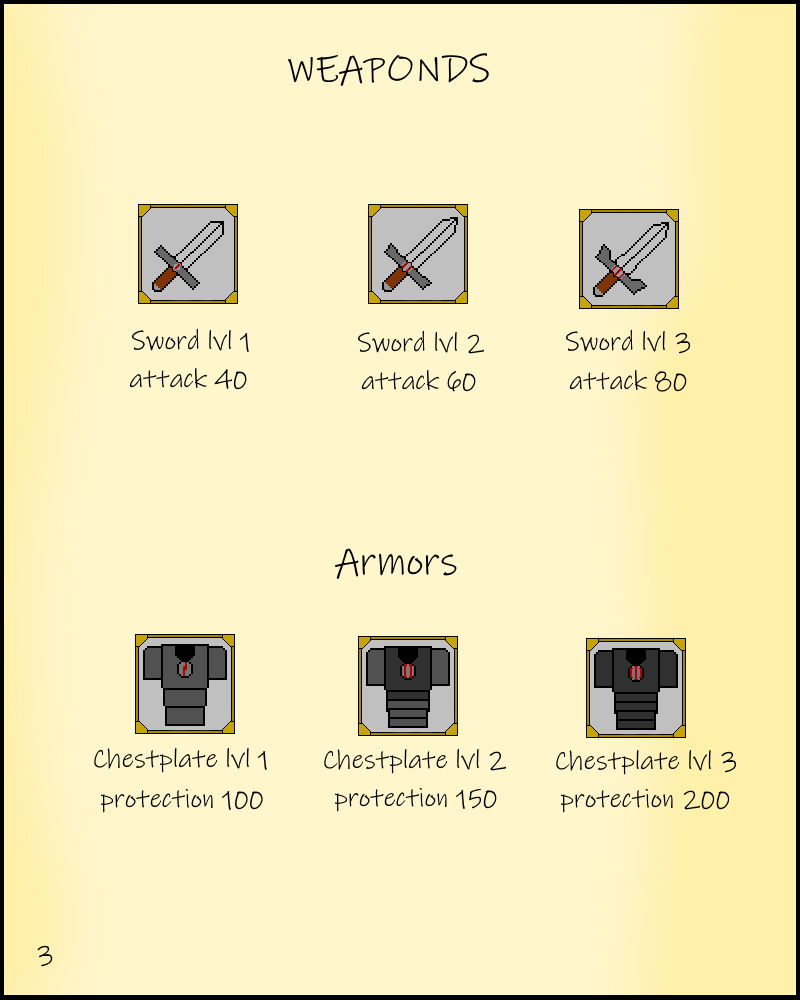 WEAPONDS
Sword lvl 1
attack 40
Sword lvl 2
attack 60
Sword lvl 3
attack 80
Armors
Chestplate lvl 1
protection 100
Chestplate lvl 2
protection 150
Chestplate lvl 3
protection 200
3